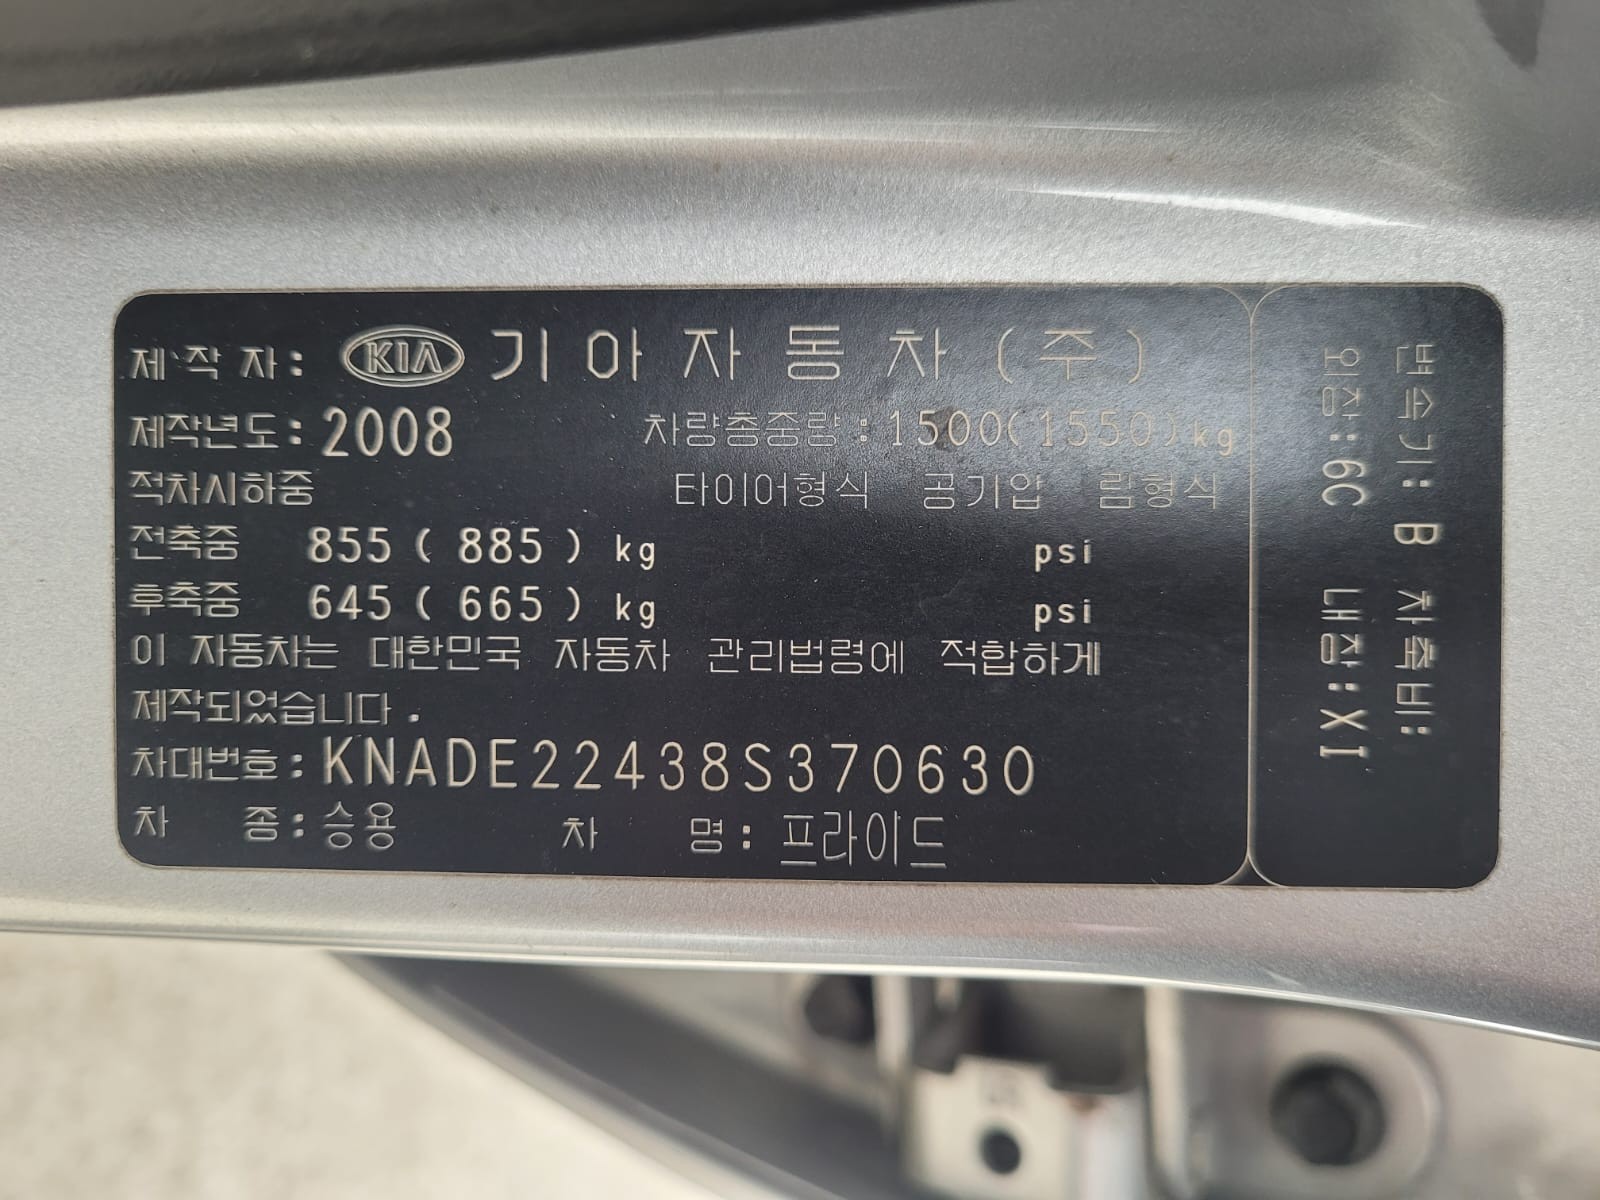 제 작 자: KIA 기아자동차(주)
제작년도: 2008 차량총중량: 1500(1550)kg
적차시하중 타이어형식 공기압 림형식
전축중 855 ( 885 ) kg psi
후축중 645 ( 665 ) kg psi
이 자동차는 대한민국 자동차 관리법령에 적합하게
제작되었습니다.
차대번호: KNADE22438S370630
차 종: 승용 차 명: 프라이드
변속기: B 차축비:
외장:6C 내장:XI